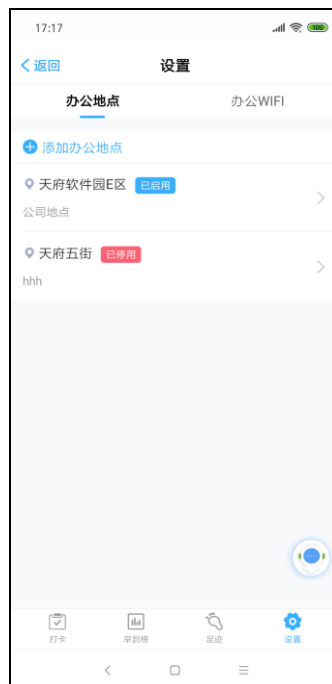 17:17
100
返回
设置
办公地点
办公WIFI
添加办公地点
天府软件园E区 已启用
公司地点
天府五街 已停用
hhh
打卡
早到榜
足迹
设置